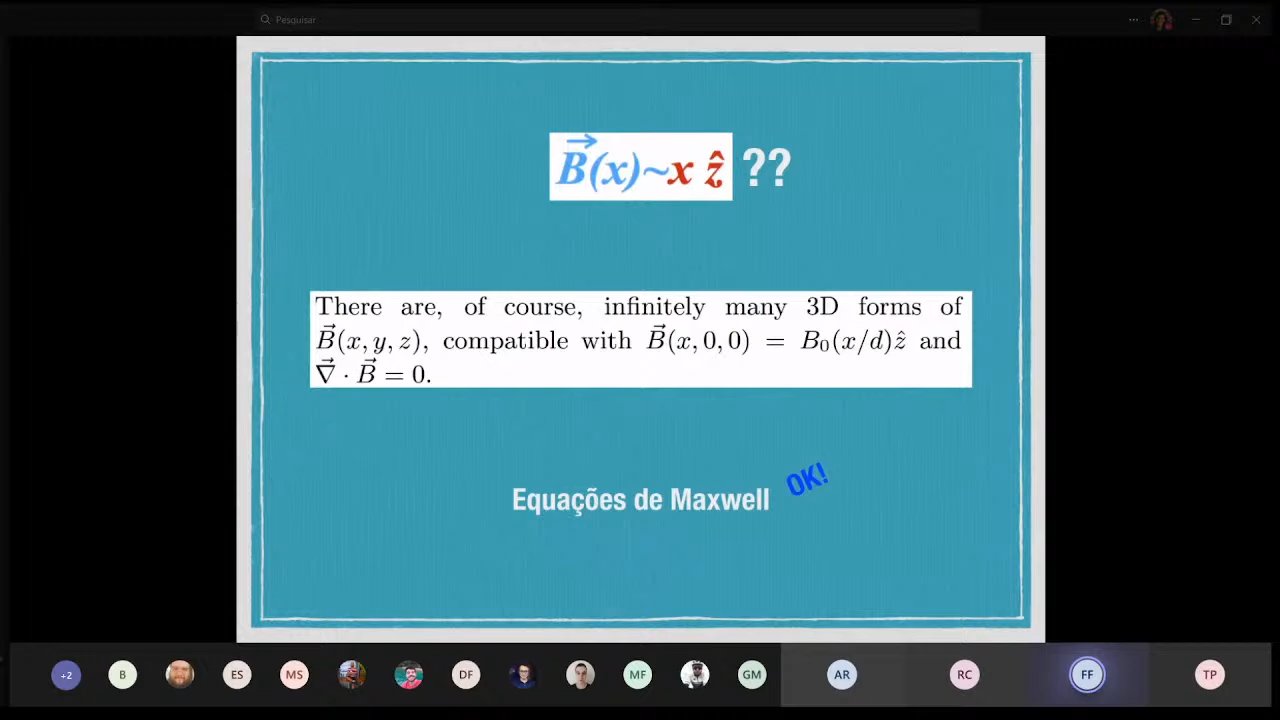 Pesquisar
B⃗(x)~x ẑ ??
There are, of course, infinitely many 3D forms of
B⃗(x, y, z), compatible with B⃗(x, 0, 0) = B₀(x/d)ẑ and
∇⃗ · B⃗ = 0.
OK!
Equações de Maxwell
+2 B ES MS DF MF GM AR RC FF TP